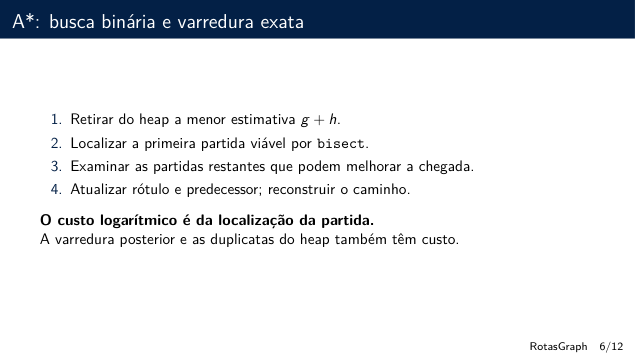 A*: busca binária e varredura exata
1. Retirar do heap a menor estimativa g + h.
2. Localizar a primeira partida viável por bisect.
3. Examinar as partidas restantes que podem melhorar a chegada.
4. Atualizar rótulo e predecessor; reconstruir o caminho.
O custo logarítmico é da localização da partida.
A varredura posterior e as duplicatas do heap também têm custo.
RotasGraph 6/12